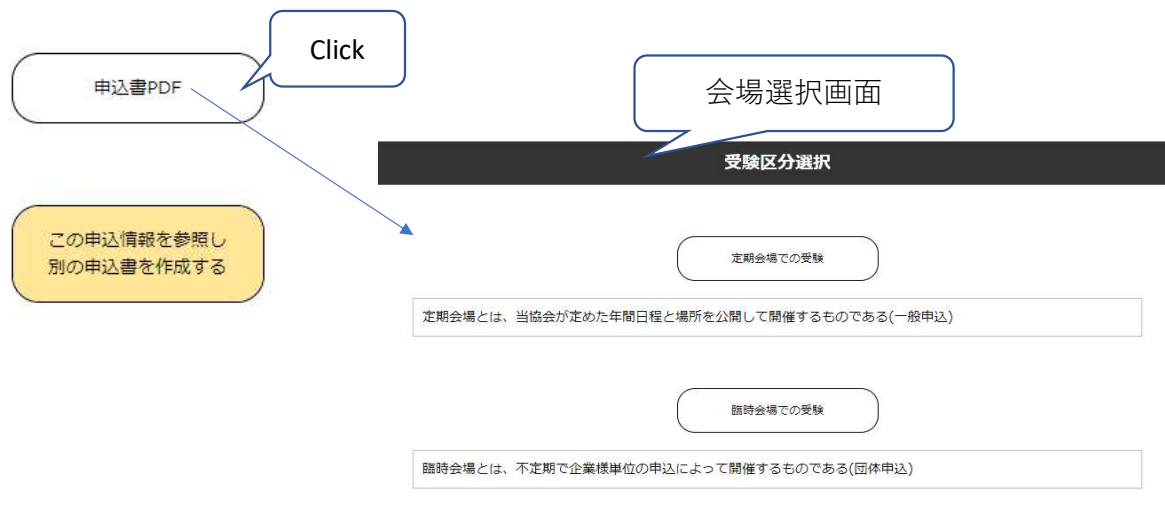 Click
申込書PDF
会場選択画面
受験区分選択
この申込情報を参照し
別の申込書を作成する
定期会場での受験
定期会場とは、当協会が定めた年間日程と場所を公開して開催するものである(一般申込)
臨時会場での受験
臨時会場とは、不定期で企業様単位の申込によって開催するものである(団体申込)